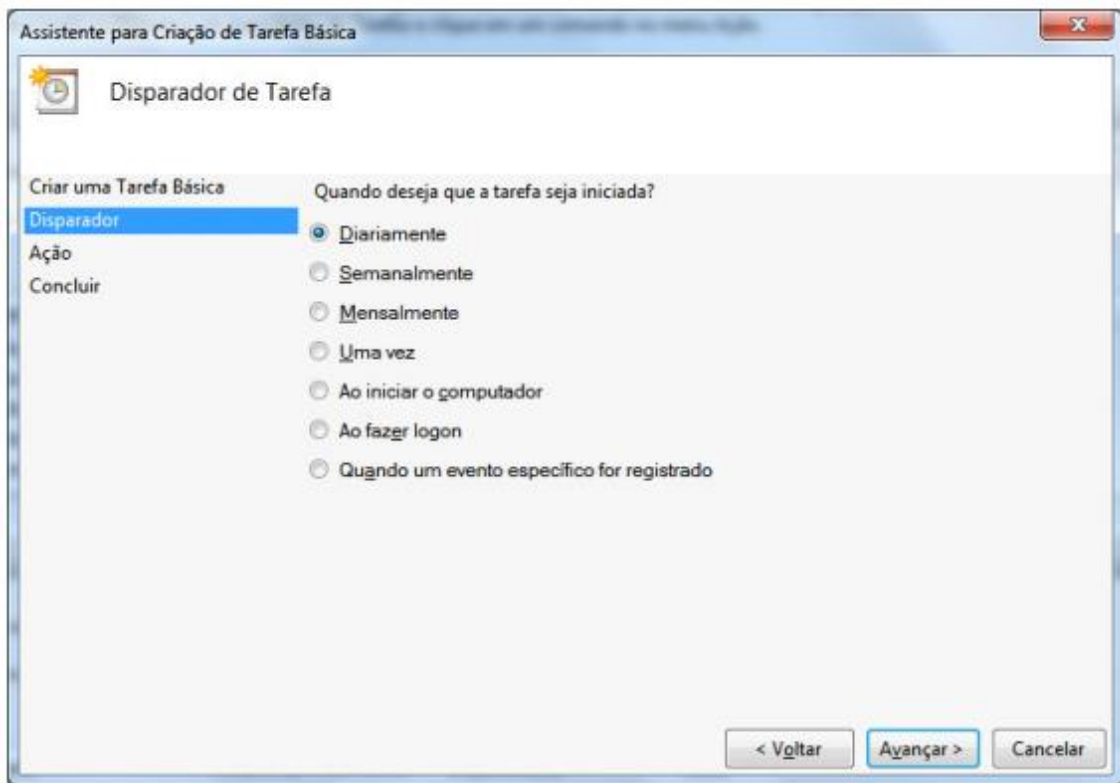 Assistente para Criação de Tarefa Básica
Disparador de Tarefa
Criar uma Tarefa Básica
Disparador
Ação
Concluir
Quando deseja que a tarefa seja iniciada?
Diariamente
Semanalmente
Mensalmente
Uma vez
Ao iniciar o computador
Ao fazer logon
Quando um evento específico for registrado
< Voltar
Avançar >
Cancelar